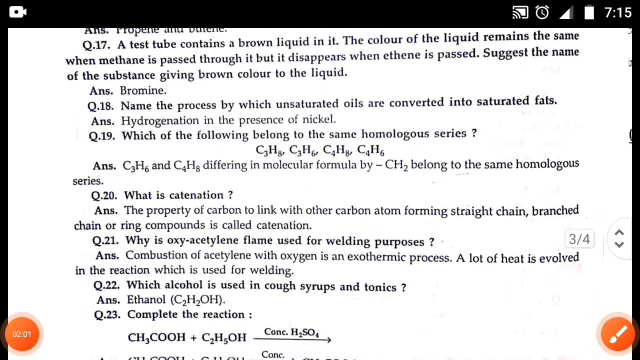 7:15
Ans. Propene and butene.
Q.17. A test tube contains a brown liquid in it. The colour of the liquid remains the same
when methane is passed through it but it disappears when ethene is passed. Suggest the name
of the substance giving brown colour to the liquid.
Ans. Bromine.
Q.18. Name the process by which unsaturated oils are converted into saturated fats.
Ans. Hydrogenation in the presence of nickel.
Q.19. Which of the following belong to the same homologous series ?
C₃H₈, C₃H₆, C₄H₈, C₄H₆
Ans. C₃H₆ and C₄H₈ differing in molecular formula by – CH₂ belong to the same homologous
series.
Q.20. What is catenation ?
Ans. The property of carbon to link with other carbon atom forming straight chain, branched
chain or ring compounds is called catenation.
3/4
Q.21. Why is oxy-acetylene flame used for welding purposes ?
Ans. Combustion of acetylene with oxygen is an exothermic process. A lot of heat is evolved
in the reaction which is used for welding.
Q.22. Which alcohol is used in cough syrups and tonics ?
Ans. Ethanol (C₂H₂OH).
Q.23. Complete the reaction :
02:01
Conc. H₂SO₄
CH₃COOH + C₂H₅OH
Conc.